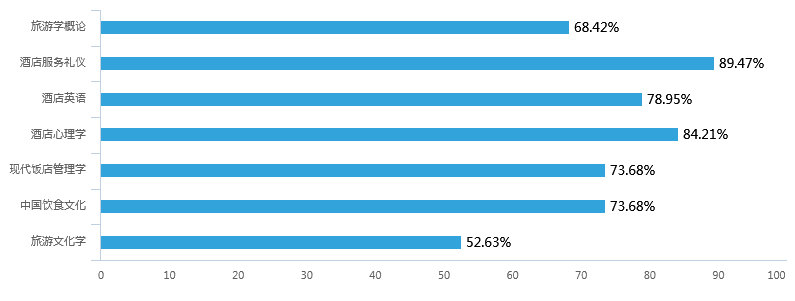 旅游学概论 68.42%
酒店服务礼仪 89.47%
酒店英语 78.95%
酒店心理学 84.21%
现代饭店管理学 73.68%
中国饮食文化 73.68%
旅游文化学 52.63%
0 10 20 30 40 50 60 70 80 90 100